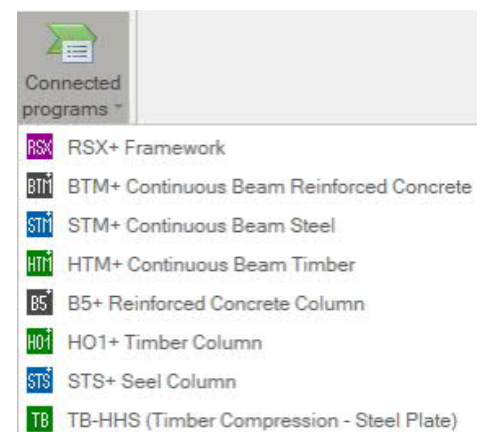 Connected
programs
RSX RSX+ Framework
BTM+ BTM+ Continuous Beam Reinforced Concrete
STM+ STM+ Continuous Beam Steel
HTM+ HTM+ Continuous Beam Timber
B5+ B5+ Reinforced Concrete Column
HO1+ HO1+ Timber Column
STS+ STS+ Seel Column
TB TB-HHS (Timber Compression - Steel Plate)